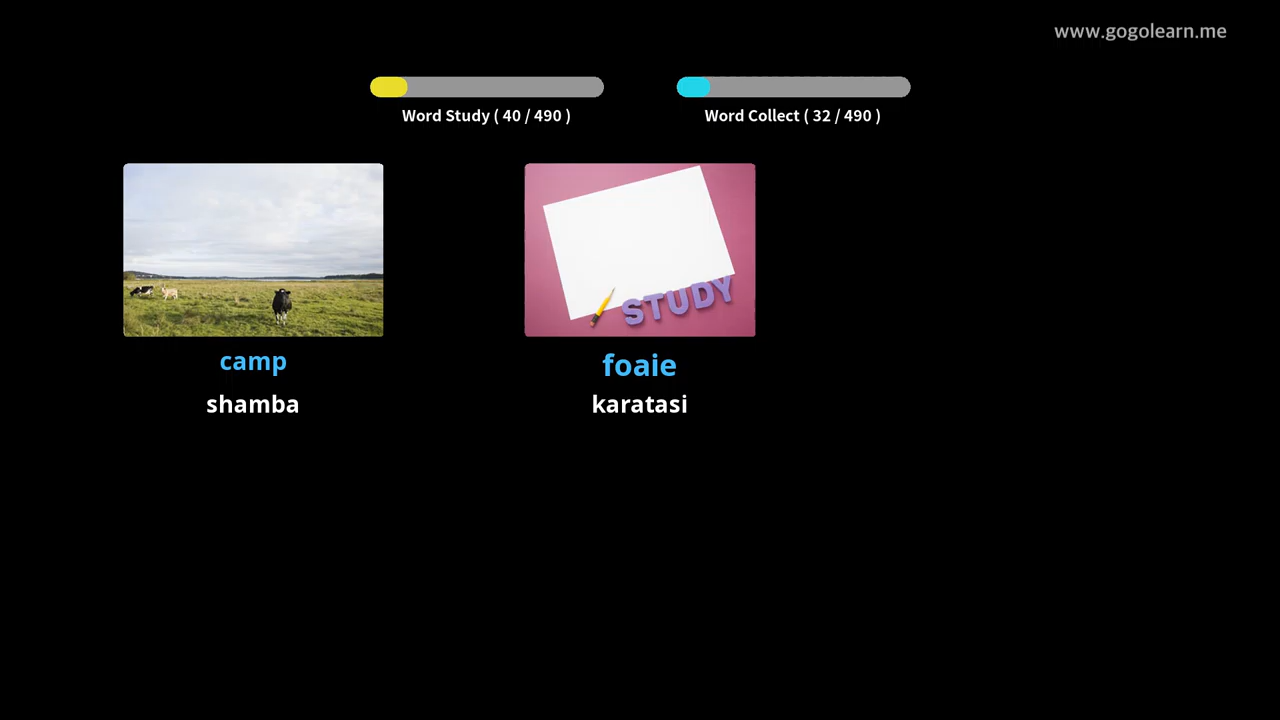 www.gogolearn.me
Word Study ( 40 / 490 )
Word Collect ( 32 / 490 )
STUDY
camp
shamba
foaie
karatasi